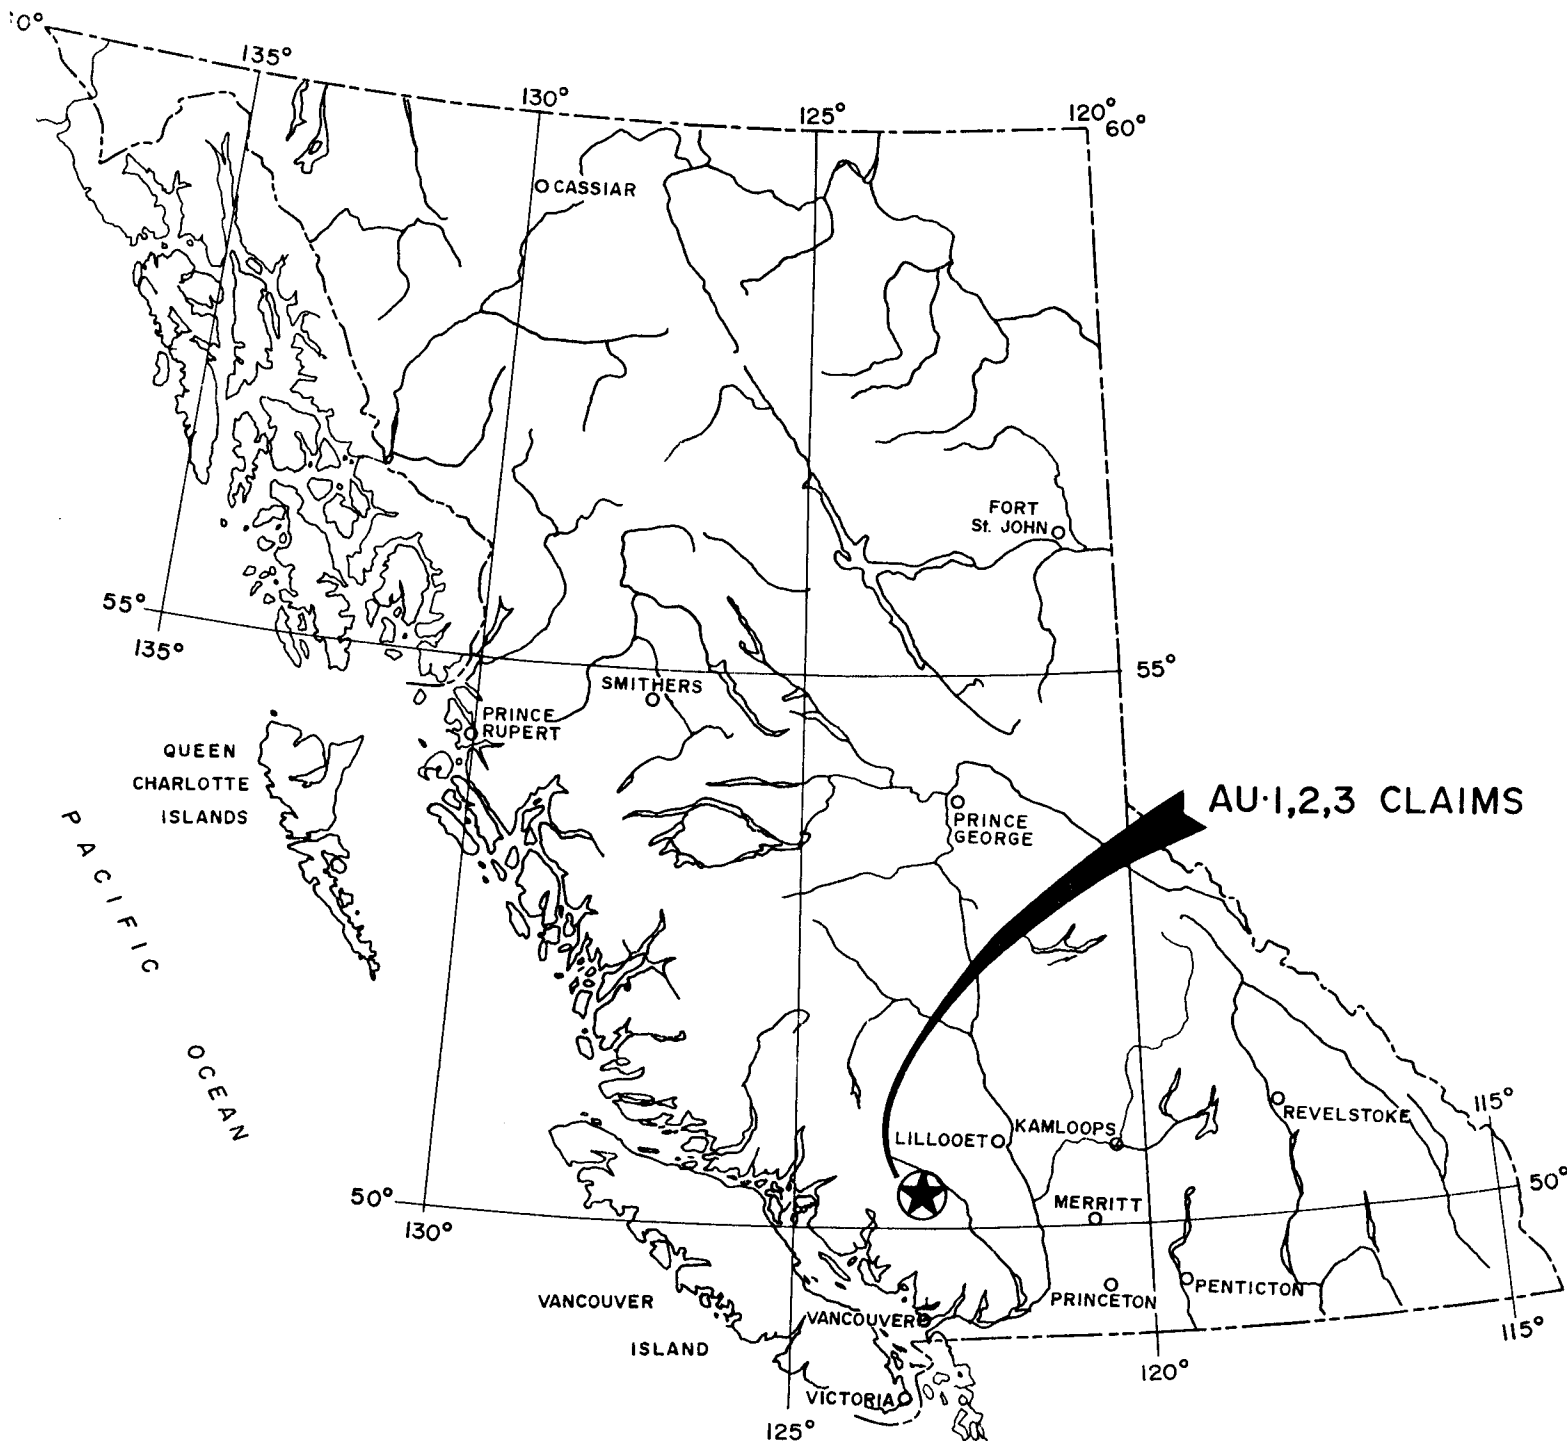 :0°
135°
130°
125°
120°
60°
CASSIAR
FORT
St. JOHN
55°
135°
55°
SMITHERS
PRINCE
RUPERT
QUEEN
CHARLOTTE
ISLANDS
PRINCE
GEORGE
AU·1,2,3 CLAIMS
PACIFIC
OCEAN
LILLOOET
KAMLOOPS
REVELSTOKE
115°
50°
130°
MERRITT
50°
VANCOUVER
ISLAND
PRINCETON
PENTICTON
VANCOUVER
115°
120°
VICTORIA
125°